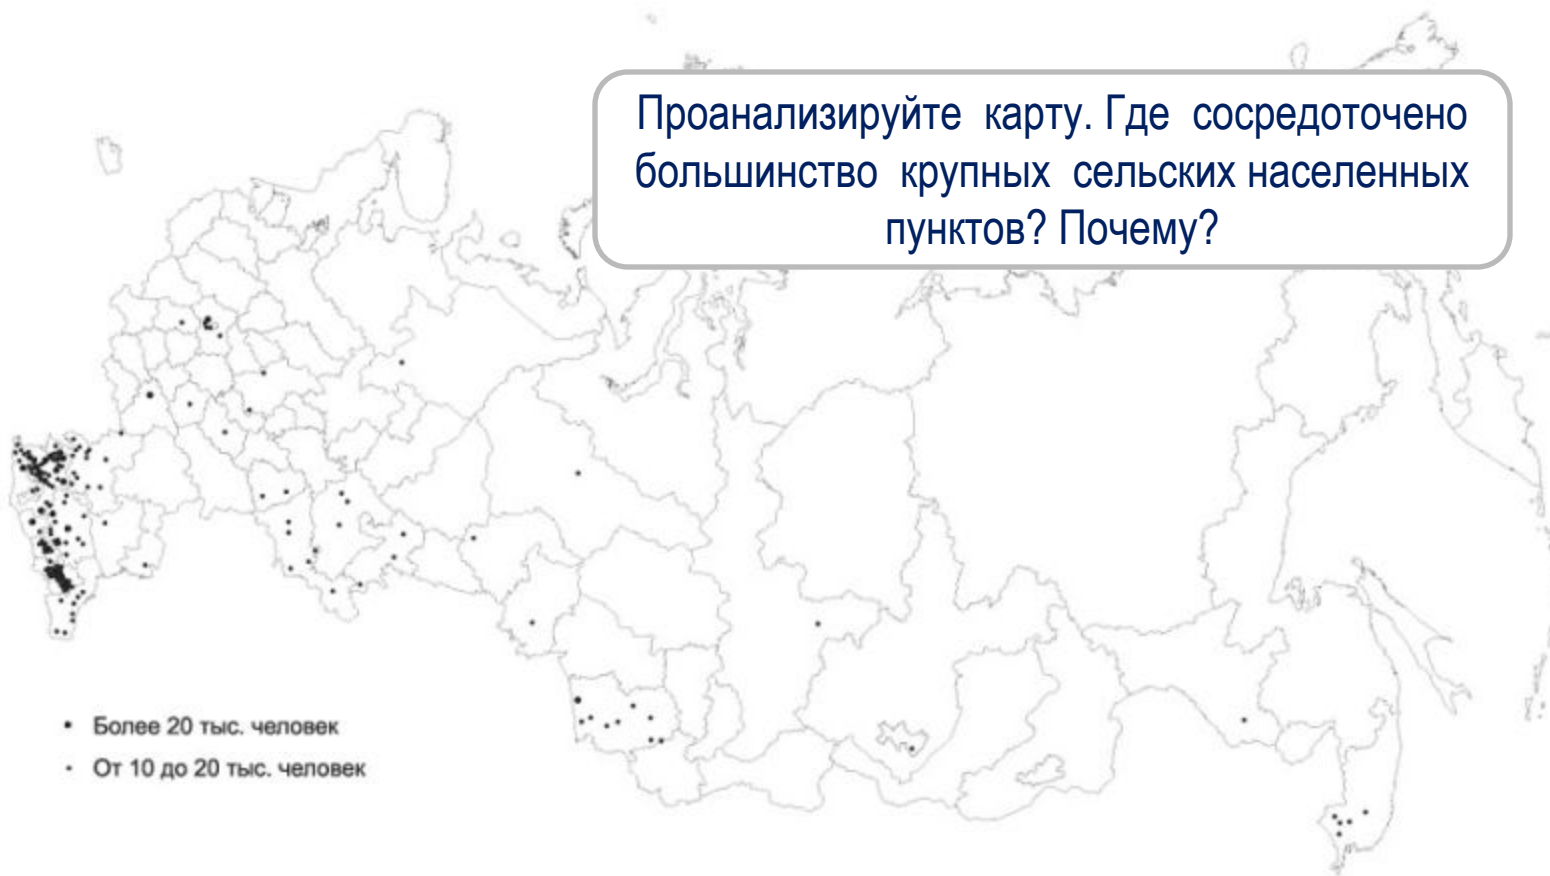 Проанализируйте карту. Где сосредоточено
большинство крупных сельских населенных
пунктов? Почему?
Более 20 тыс. человек
От 10 до 20 тыс. человек